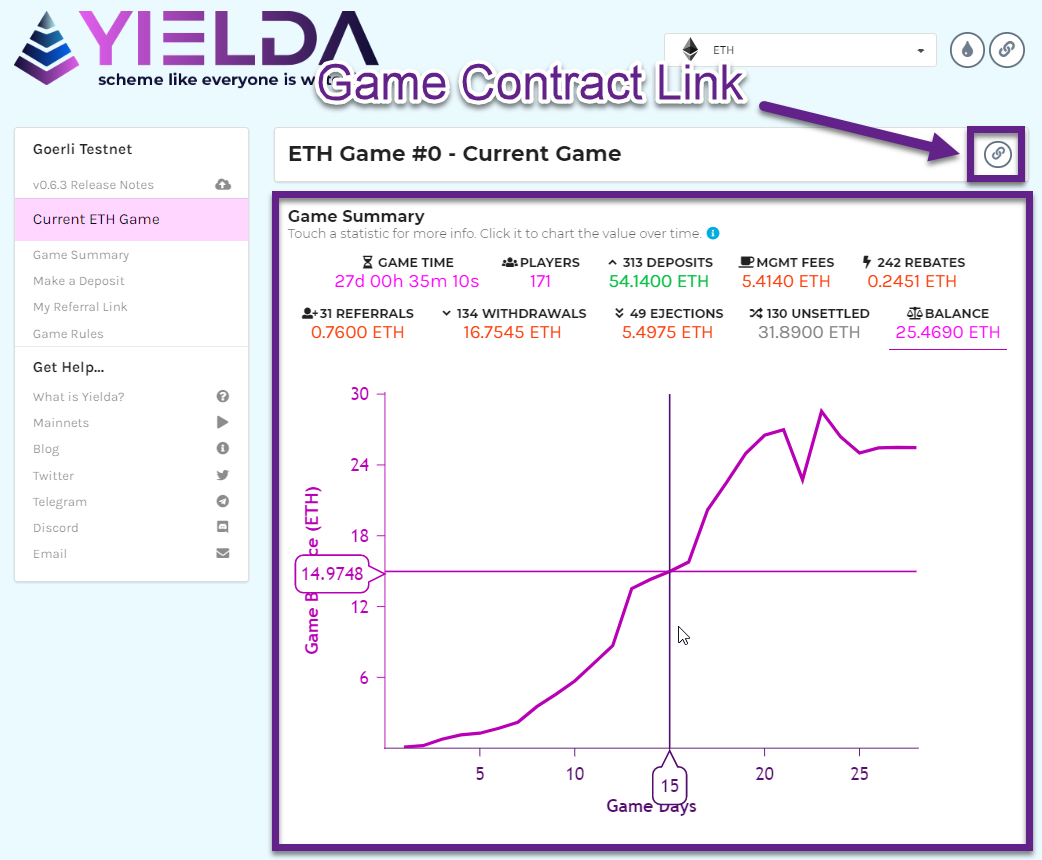 YIELDA
scheme like everyone is w
ETH
Game Contract Link
Goerli Testnet
v0.6.3 Release Notes
Current ETH Game
Game Summary
Make a Deposit
My Referral Link
Game Rules
Get Help...
What is Yielda?
Mainnets
Blog
Twitter
Telegram
Discord
Email
ETH Game #0 - Current Game
Game Summary
Touch a statistic for more info. Click it to chart the value over time.
GAME TIME
27d 00h 35m 10s
PLAYERS
171
313 DEPOSITS
54.1400 ETH
MGMT FEES
5.4140 ETH
242 REBATES
0.2451 ETH
+31 REFERRALS
0.7600 ETH
134 WITHDRAWALS
16.7545 ETH
49 EJECTIONS
5.4975 ETH
130 UNSETTLED
31.8900 ETH
BALANCE
25.4690 ETH
30
24
18
12
6
Game B ce (ETH)
14.9748
5
10
15
20
25
Game Days